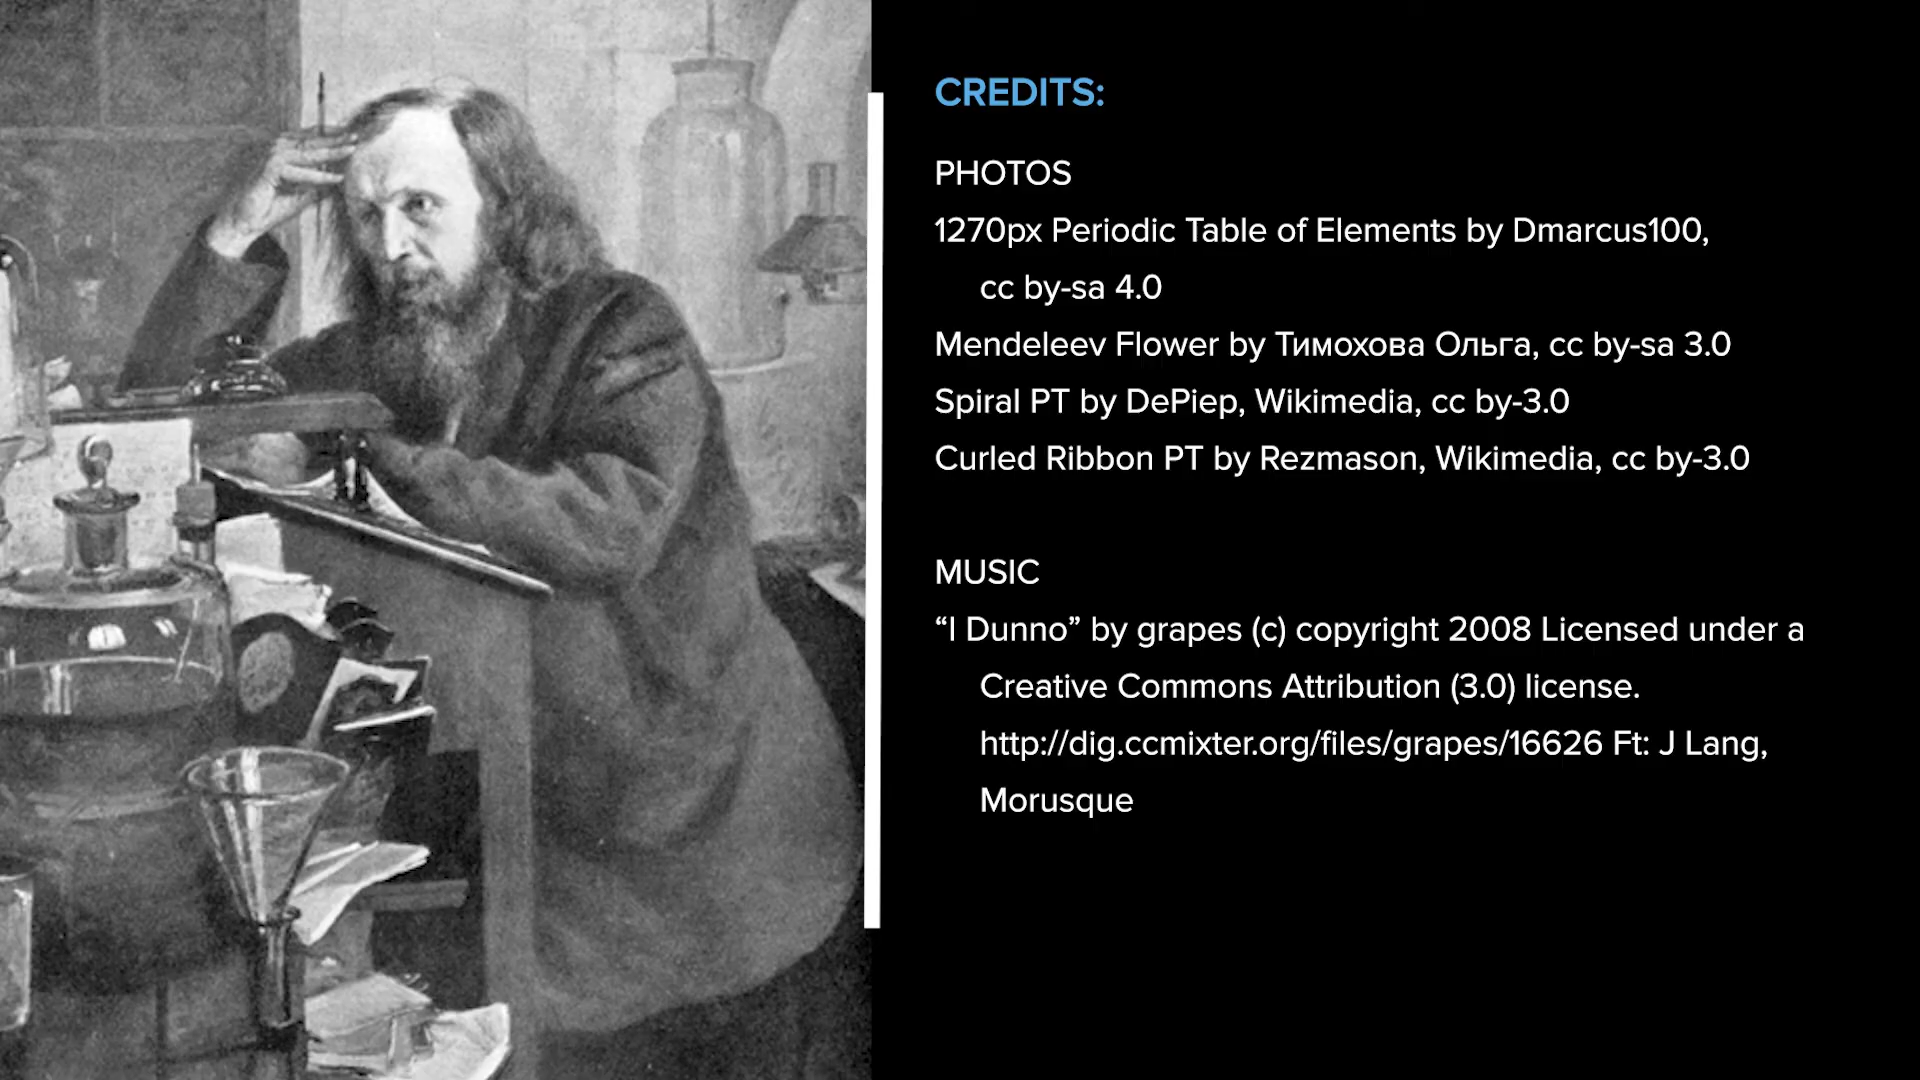 CREDITS:
PHOTOS
1270px Periodic Table of Elements by Dmarcus100,
cc by-sa 4.0
Mendeleev Flower by Тимохова Ольга, cc by-sa 3.0
Spiral PT by DePiep, Wikimedia, cc by-3.0
Curled Ribbon PT by Rezmason, Wikimedia, cc by-3.0
MUSIC
“I Dunno” by grapes (c) copyright 2008 Licensed under a
Creative Commons Attribution (3.0) license.
http://dig.ccmixter.org/files/grapes/16626 Ft: J Lang,
Morusque